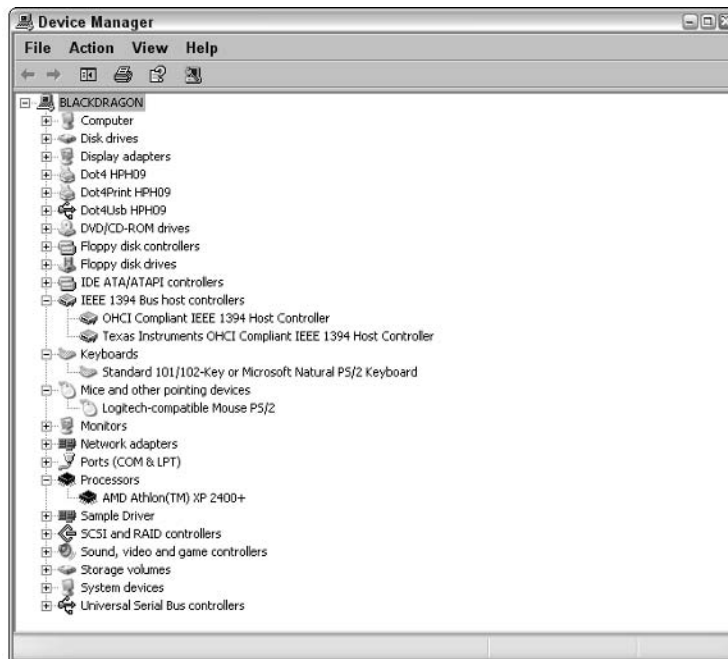 Device Manager
File Action View Help
BLACKDRAGON
Computer
Disk drives
Display adapters
Dot4 HPH09
Dot4Print HPH09
Dot4Usb HPH09
DVD/CD-ROM drives
Floppy disk controllers
Floppy disk drives
IDE ATA/ATAPI controllers
IEEE 1394 Bus host controllers
OHCI Compliant IEEE 1394 Host Controller
Texas Instruments OHCI Compliant IEEE 1394 Host Controller
Keyboards
Standard 101/102-Key or Microsoft Natural PS/2 Keyboard
Mice and other pointing devices
Logitech-compatible Mouse PS/2
Monitors
Network adapters
Ports (COM & LPT)
Processors
AMD Athlon(TM) XP 2400+
Sample Driver
SCSI and RAID controllers
Sound, video and game controllers
Storage volumes
System devices
Universal Serial Bus controllers